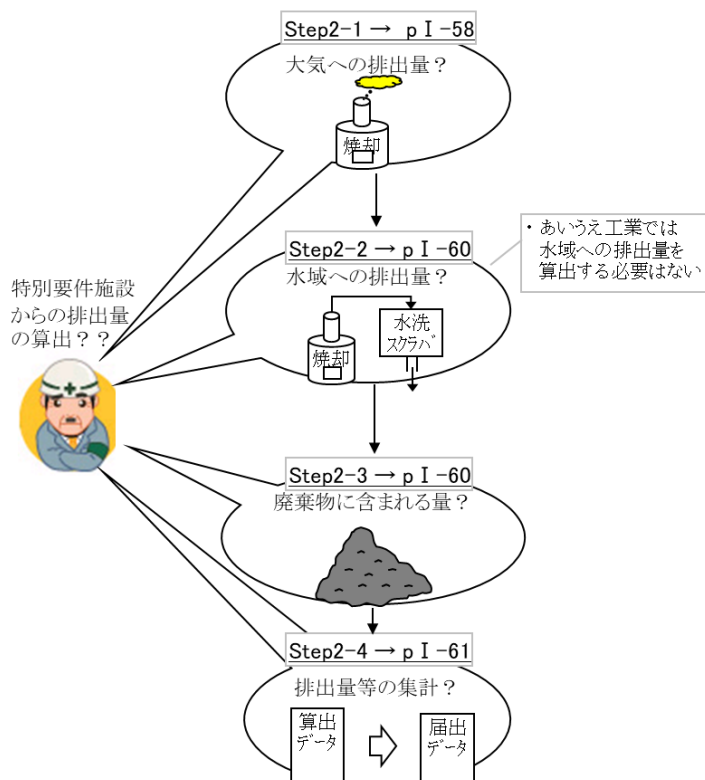 Step2-1 → pⅠ-58
大気への排出量？
焼却
Step2-2 → pⅠ-60
水域への排出量？
・あいうえ工業では
水域への排出量を
算出する必要はない
特別要件施設
からの排出量
の算出？？
焼却
水洗
スクラバ
Step2-3 → pⅠ-60
廃棄物に含まれる量？
Step2-4 → pⅠ-61
排出量等の集計？
算出
データ
届出
データ